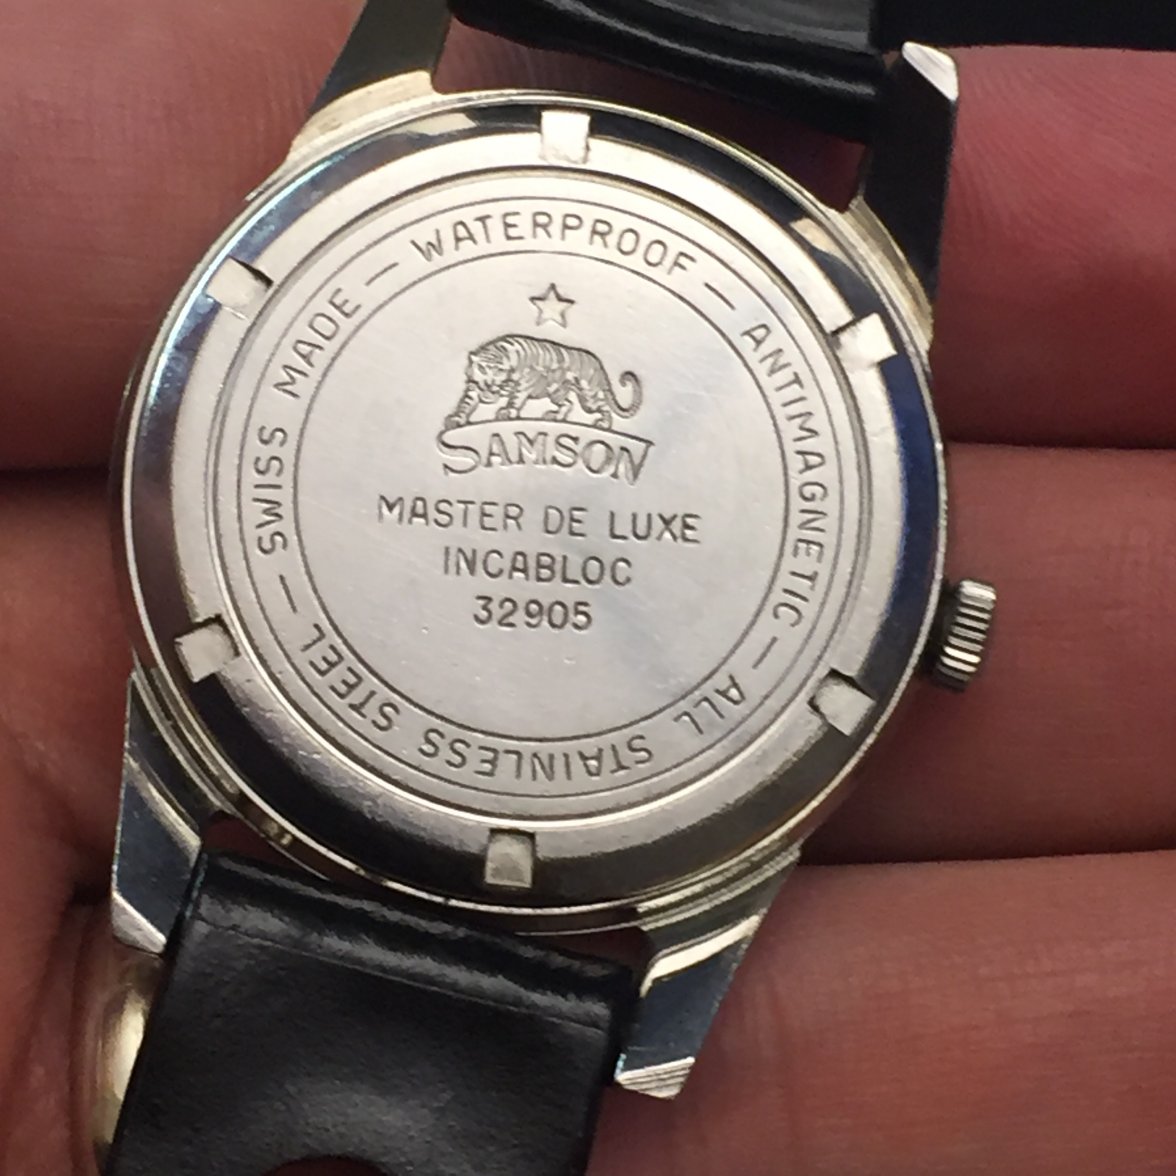 WATERPROOF — ANTIMAGNETIC — ALL STAINLESS STEEL — SWISS MADE —
SAMSON
MASTER DE LUXE
INCABLOC
32905